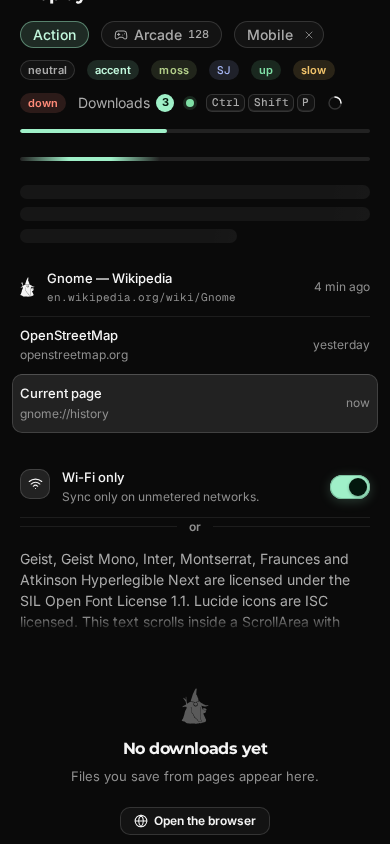 Action Arcade 128 Mobile
neutral accent moss SJ up slow
down Downloads 3 Ctrl Shift P
Gnome — Wikipedia
4 min ago
en.wikipedia.org/wiki/Gnome
OpenStreetMap
yesterday
openstreetmap.org
Current page
now
gnome://history
Wi-Fi only
Sync only on unmetered networks.
or
Geist, Geist Mono, Inter, Montserrat, Fraunces and
Atkinson Hyperlegible Next are licensed under the
SIL Open Font License 1.1. Lucide icons are ISC
licensed. This text scrolls inside a ScrollArea with
No downloads yet
Files you save from pages appear here.
Open the browser